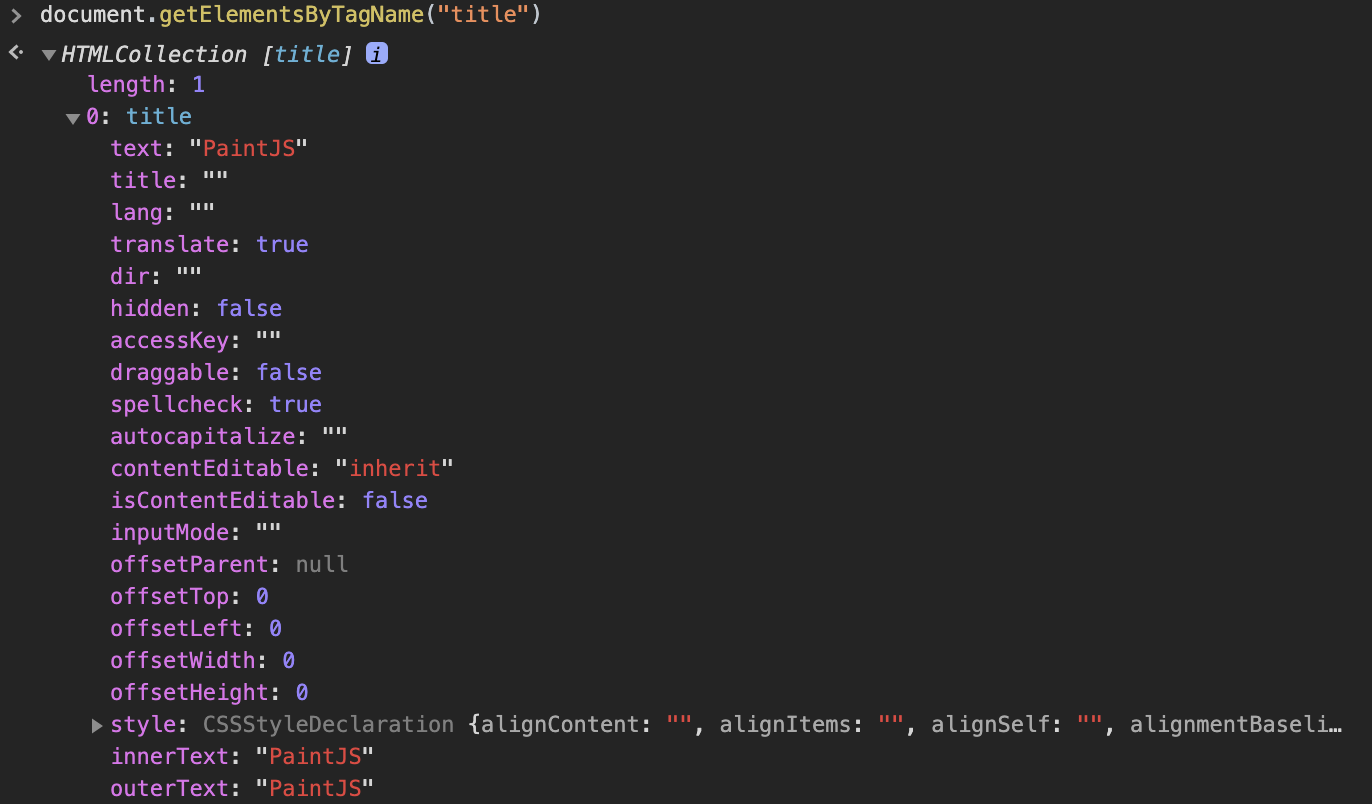 > document.getElementsByTagName("title")
HTMLCollection [title] i
length: 1
0: title
text: "PaintJS"
title: ""
lang: ""
translate: true
dir: ""
hidden: false
accessKey: ""
draggable: false
spellcheck: true
autocapitalize: ""
contentEditable: "inherit"
isContentEditable: false
inputMode: ""
offsetParent: null
offsetTop: 0
offsetLeft: 0
offsetWidth: 0
offsetHeight: 0
style: CSSStyleDeclaration {alignContent: "", alignItems: "", alignSelf: "", alignmentBaseli…
innerText: "PaintJS"
outerText: "PaintJS"